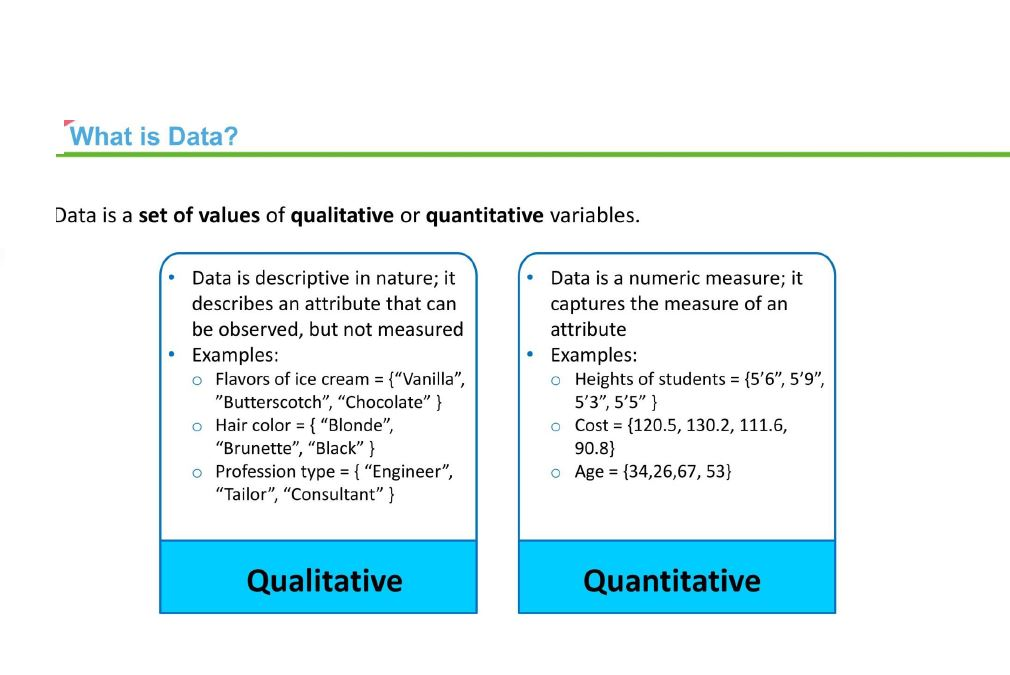 What is Data?
Data is a set of values of qualitative or quantitative variables.
• Data is descriptive in nature; it
describes an attribute that can
be observed, but not measured
• Examples:
o Flavors of ice cream = {“Vanilla”,
”Butterscotch”, “Chocolate” }
o Hair color = { “Blonde”,
“Brunette”, “Black” }
o Profession type = { “Engineer”,
“Tailor”, “Consultant” }
Qualitative
• Data is a numeric measure; it
captures the measure of an
attribute
• Examples:
o Heights of students = {5’6”, 5’9”,
5’3”, 5’5” }
o Cost = {120.5, 130.2, 111.6,
90.8}
o Age = {34,26,67, 53}
Quantitative